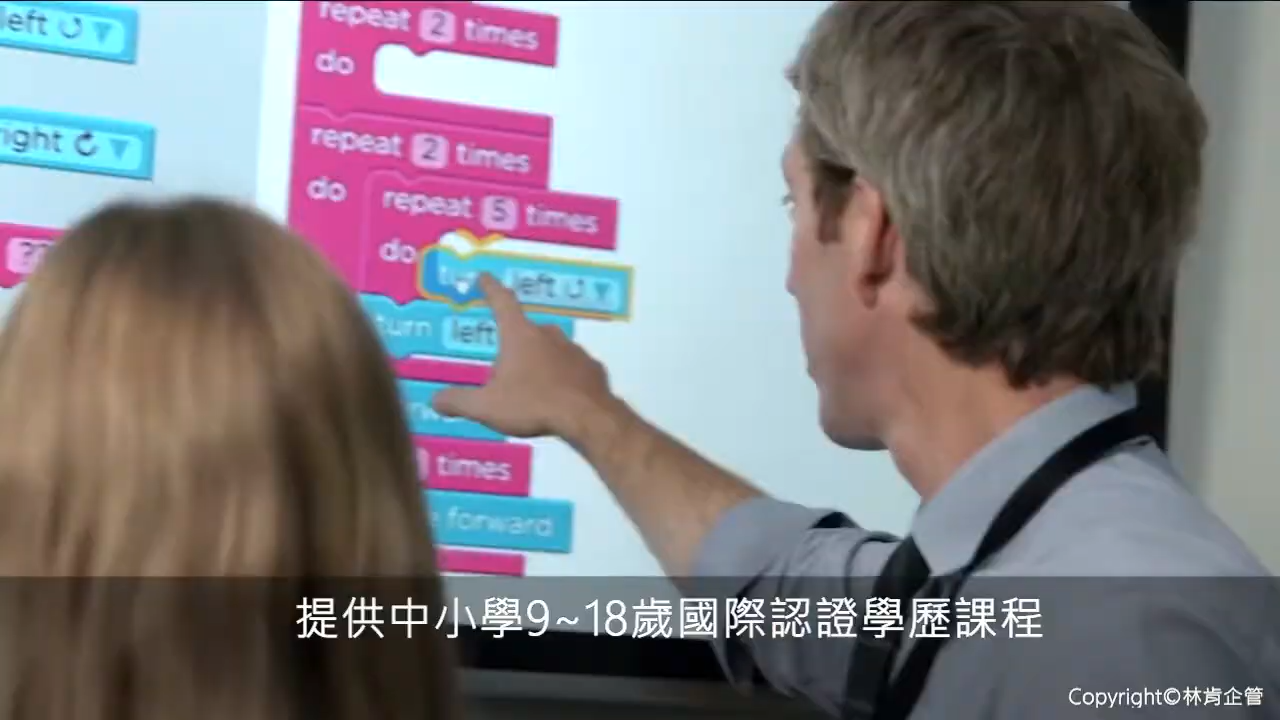 left
repeat 2 times
do
repeat 2 times
right
do
repeat 5 times
do
left
turn left
times
forward
提供中小學9~18歲國際認證學歷課程
Copyright©林肯企管